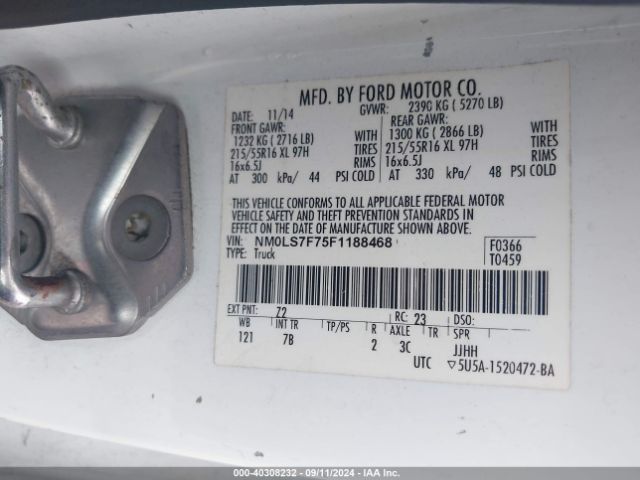 MFD. BY FORD MOTOR CO.
DATE: 11/14 GVWR: 2390 KG ( 5270 LB)
FRONT GAWR: REAR GAWR:
1232 KG ( 2716 LB) WITH 1300 KG ( 2866 LB) WITH
215/55R16 XL 97H TIRES 215/55R16 XL 97H TIRES
16x6.5J RIMS 16x6.5J RIMS
AT 300 kPa/ 44 PSI COLD AT 330 kPa/ 48 PSI COLD
THIS VEHICLE CONFORMS TO ALL APPLICABLE FEDERAL MOTOR
VEHICLE SAFETY AND THEFT PREVENTION STANDARDS IN
EFFECT ON THE DATE OF MANUFACTURE SHOWN ABOVE.
VIN: NM0LS7F75F1188468
TYPE: Truck
F0366
T0459
EXT PNT: 72 RC: 23 DSO:
WB INT TR TP/PS R AXLE TR SPR
121 7B 2 3C JJHH
UTC ▽5U5A-1520472-BA
000-40308232 - 09/11/2024 - IAA Inc.